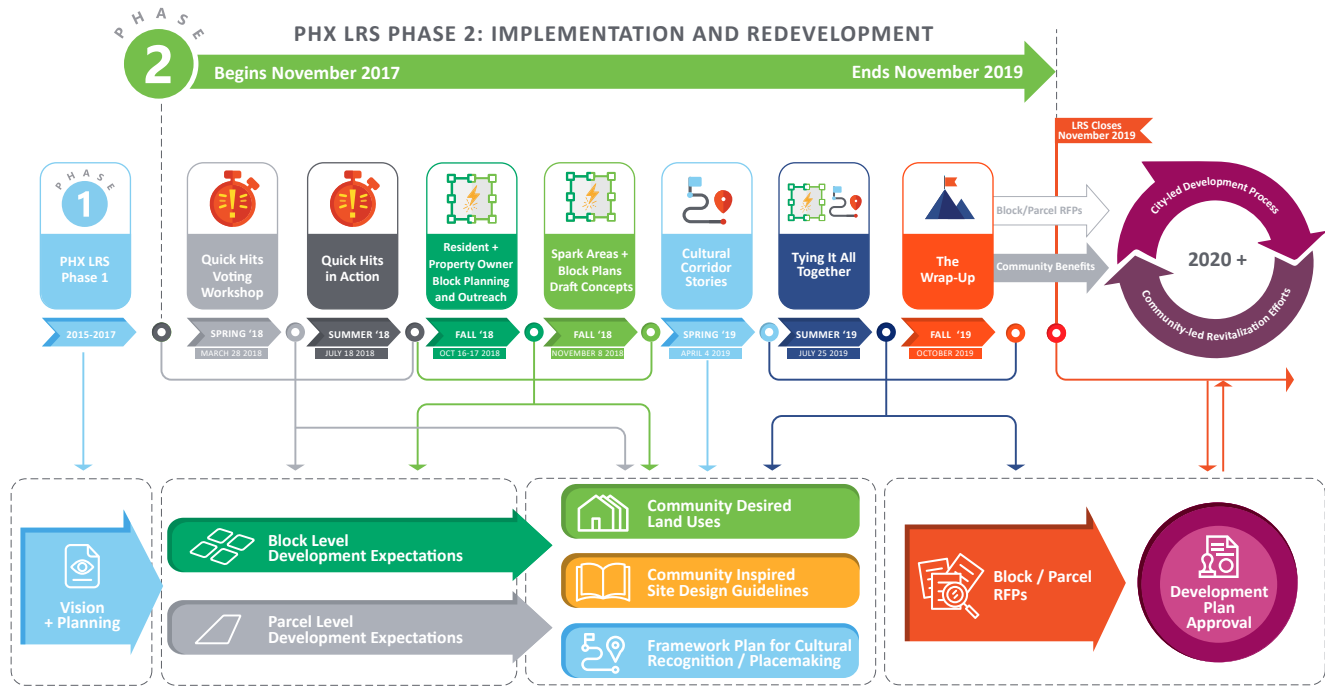 PHASE
2
PHX LRS PHASE 2: IMPLEMENTATION AND REDEVELOPMENT
Begins November 2017
Ends November 2019
LRS Closes
November 2019
PHASE
1
PHX LRS
Phase 1
2015-2017
Quick Hits
Voting
Workshop
SPRING ‘18
MARCH 28 2018
Quick Hits
in Action
SUMMER ‘18
JULY 18 2018
Resident +
Property Owner
Block Planning
and Outreach
FALL ‘18
OCT 16-17 2018
Spark Areas +
Block Plans
Draft Concepts
FALL ‘18
NOVEMBER 8 2018
Cultural
Corridor
Stories
SPRING ‘19
APRIL 4 2019
Tying It All
Together
SUMMER ‘19
JULY 25 2019
The
Wrap-Up
FALL ‘19
OCTOBER 2019
Block/Parcel RFPs
Community Benefits
City-led Development Process
2020 +
Community-led Revitalization Efforts
Vision
+ Planning
Block Level
Development Expectations
Parcel Level
Development Expectations
Community Desired
Land Uses
Community Inspired
Site Design Guidelines
Framework Plan for Cultural
Recognition / Placemaking
Block / Parcel
RFPs
Development
Plan
Approval